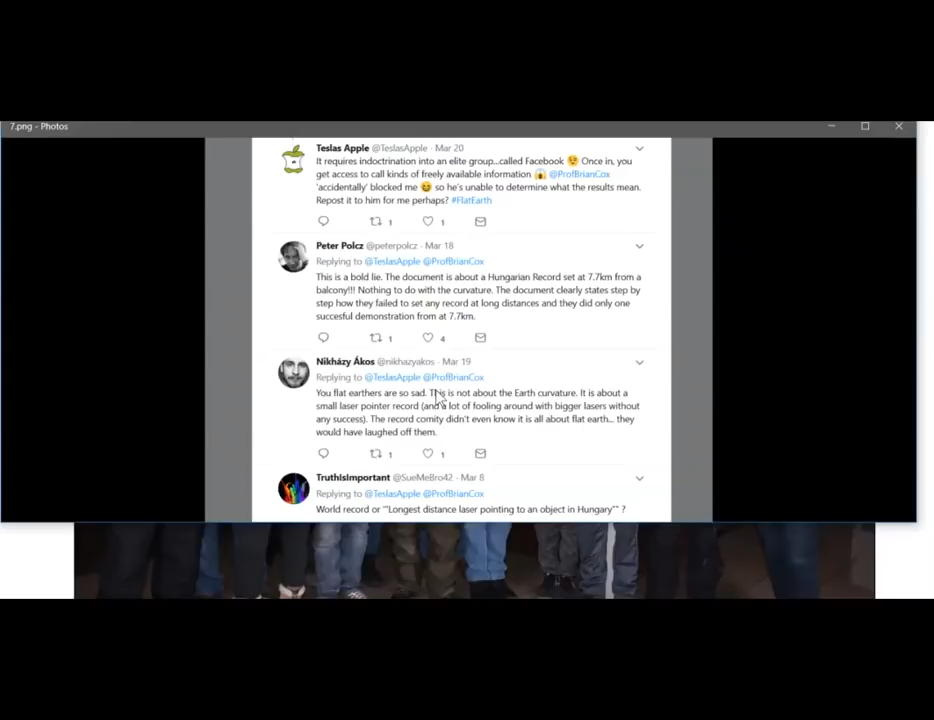 7.png - Photos
Teslas Apple @TeslasApple · Mar 20
It requires indoctrination into an elite group...called Facebook 😉 Once in, you
get access to call kinds of freely available information 😱 @ProfBrianCox
'accidentally' blocked me 😆 so he's unable to determine what the results mean.
Repost it to him for me perhaps? #FlatEarth
1 1
Peter Polcz @peterpolcz · Mar 18
Replying to @TeslasApple @ProfBrianCox
This is a bold lie. The document is about a Hungarian Record set at 7.7km from a
balcony!!! Nothing to do with the curvature. The document clearly states step by
step how they failed to set any record at long distances and they did only one
succesful demonstration from at 7.7km.
1 4
Nikházy Ákos @nikhazyakos · Mar 19
Replying to @TeslasApple @ProfBrianCox
You flat earthers are so sad. This is not about the Earth curvature. It is about a
small laser pointer record (and a lot of fooling around with bigger lasers without
any success). The record comity didn't even know it is all about flat earth... they
would have laughed off them.
1 1
TruthIsImportant @SueMeBro42 · Mar 8
Replying to @TeslasApple @ProfBrianCox
World record or '"Longest distance laser pointing to an object in Hungary"" ?